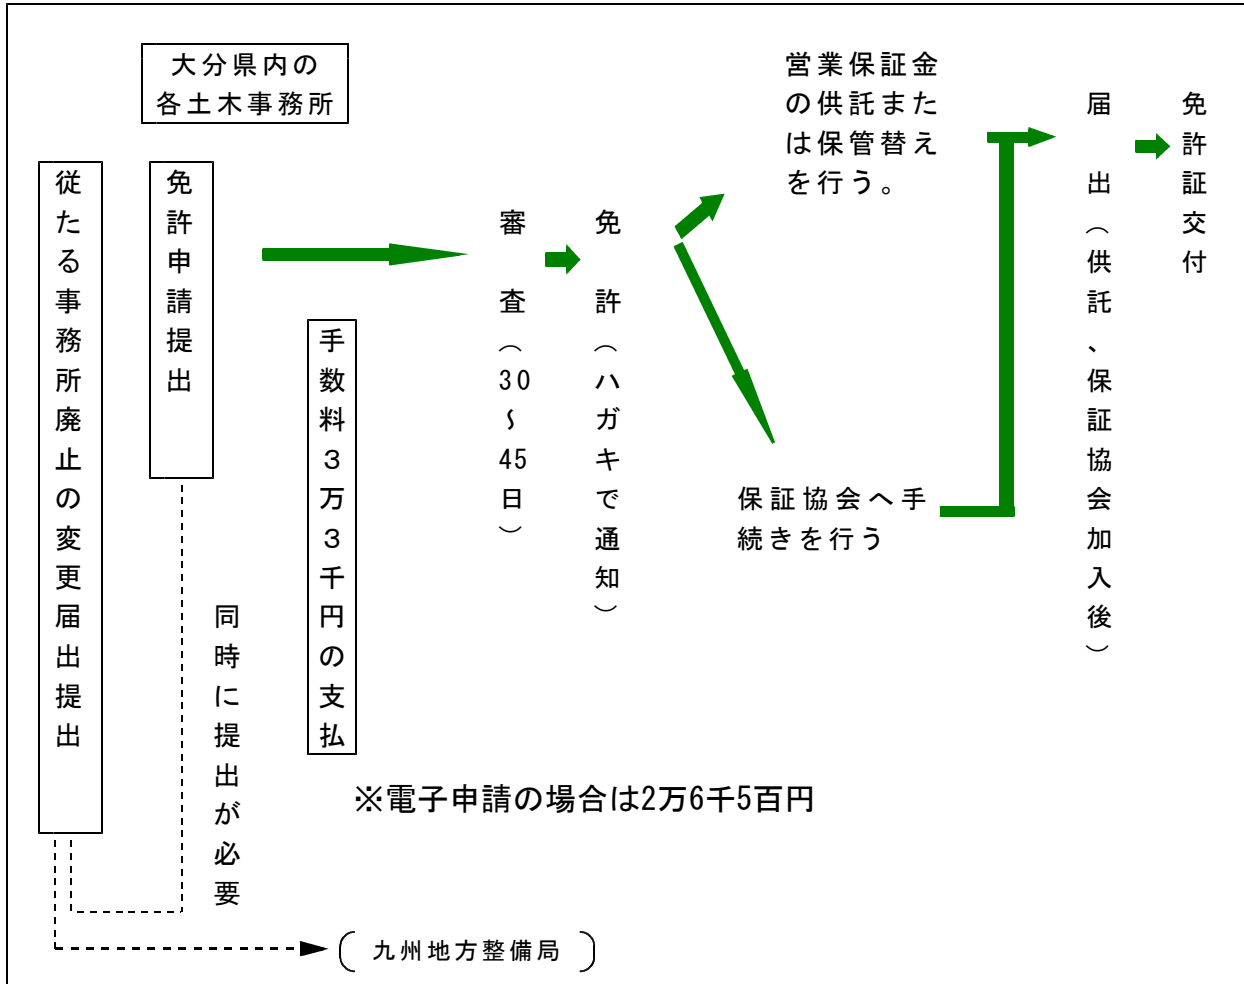 大分県内の
各土木事務所
従たる事務所廃止の変更届出提出
免許申請提出
同時に提出が必要
手数料3万3千円の支払
※電子申請の場合は2万6千5百円
九州地方整備局
審査（30～45日）
免許（ハガキで通知）
営業保証金
の供託また
は保管替え
を行う。
保証協会へ手
続きを行う
届出（供託、保証協会加入後）
免許証交付